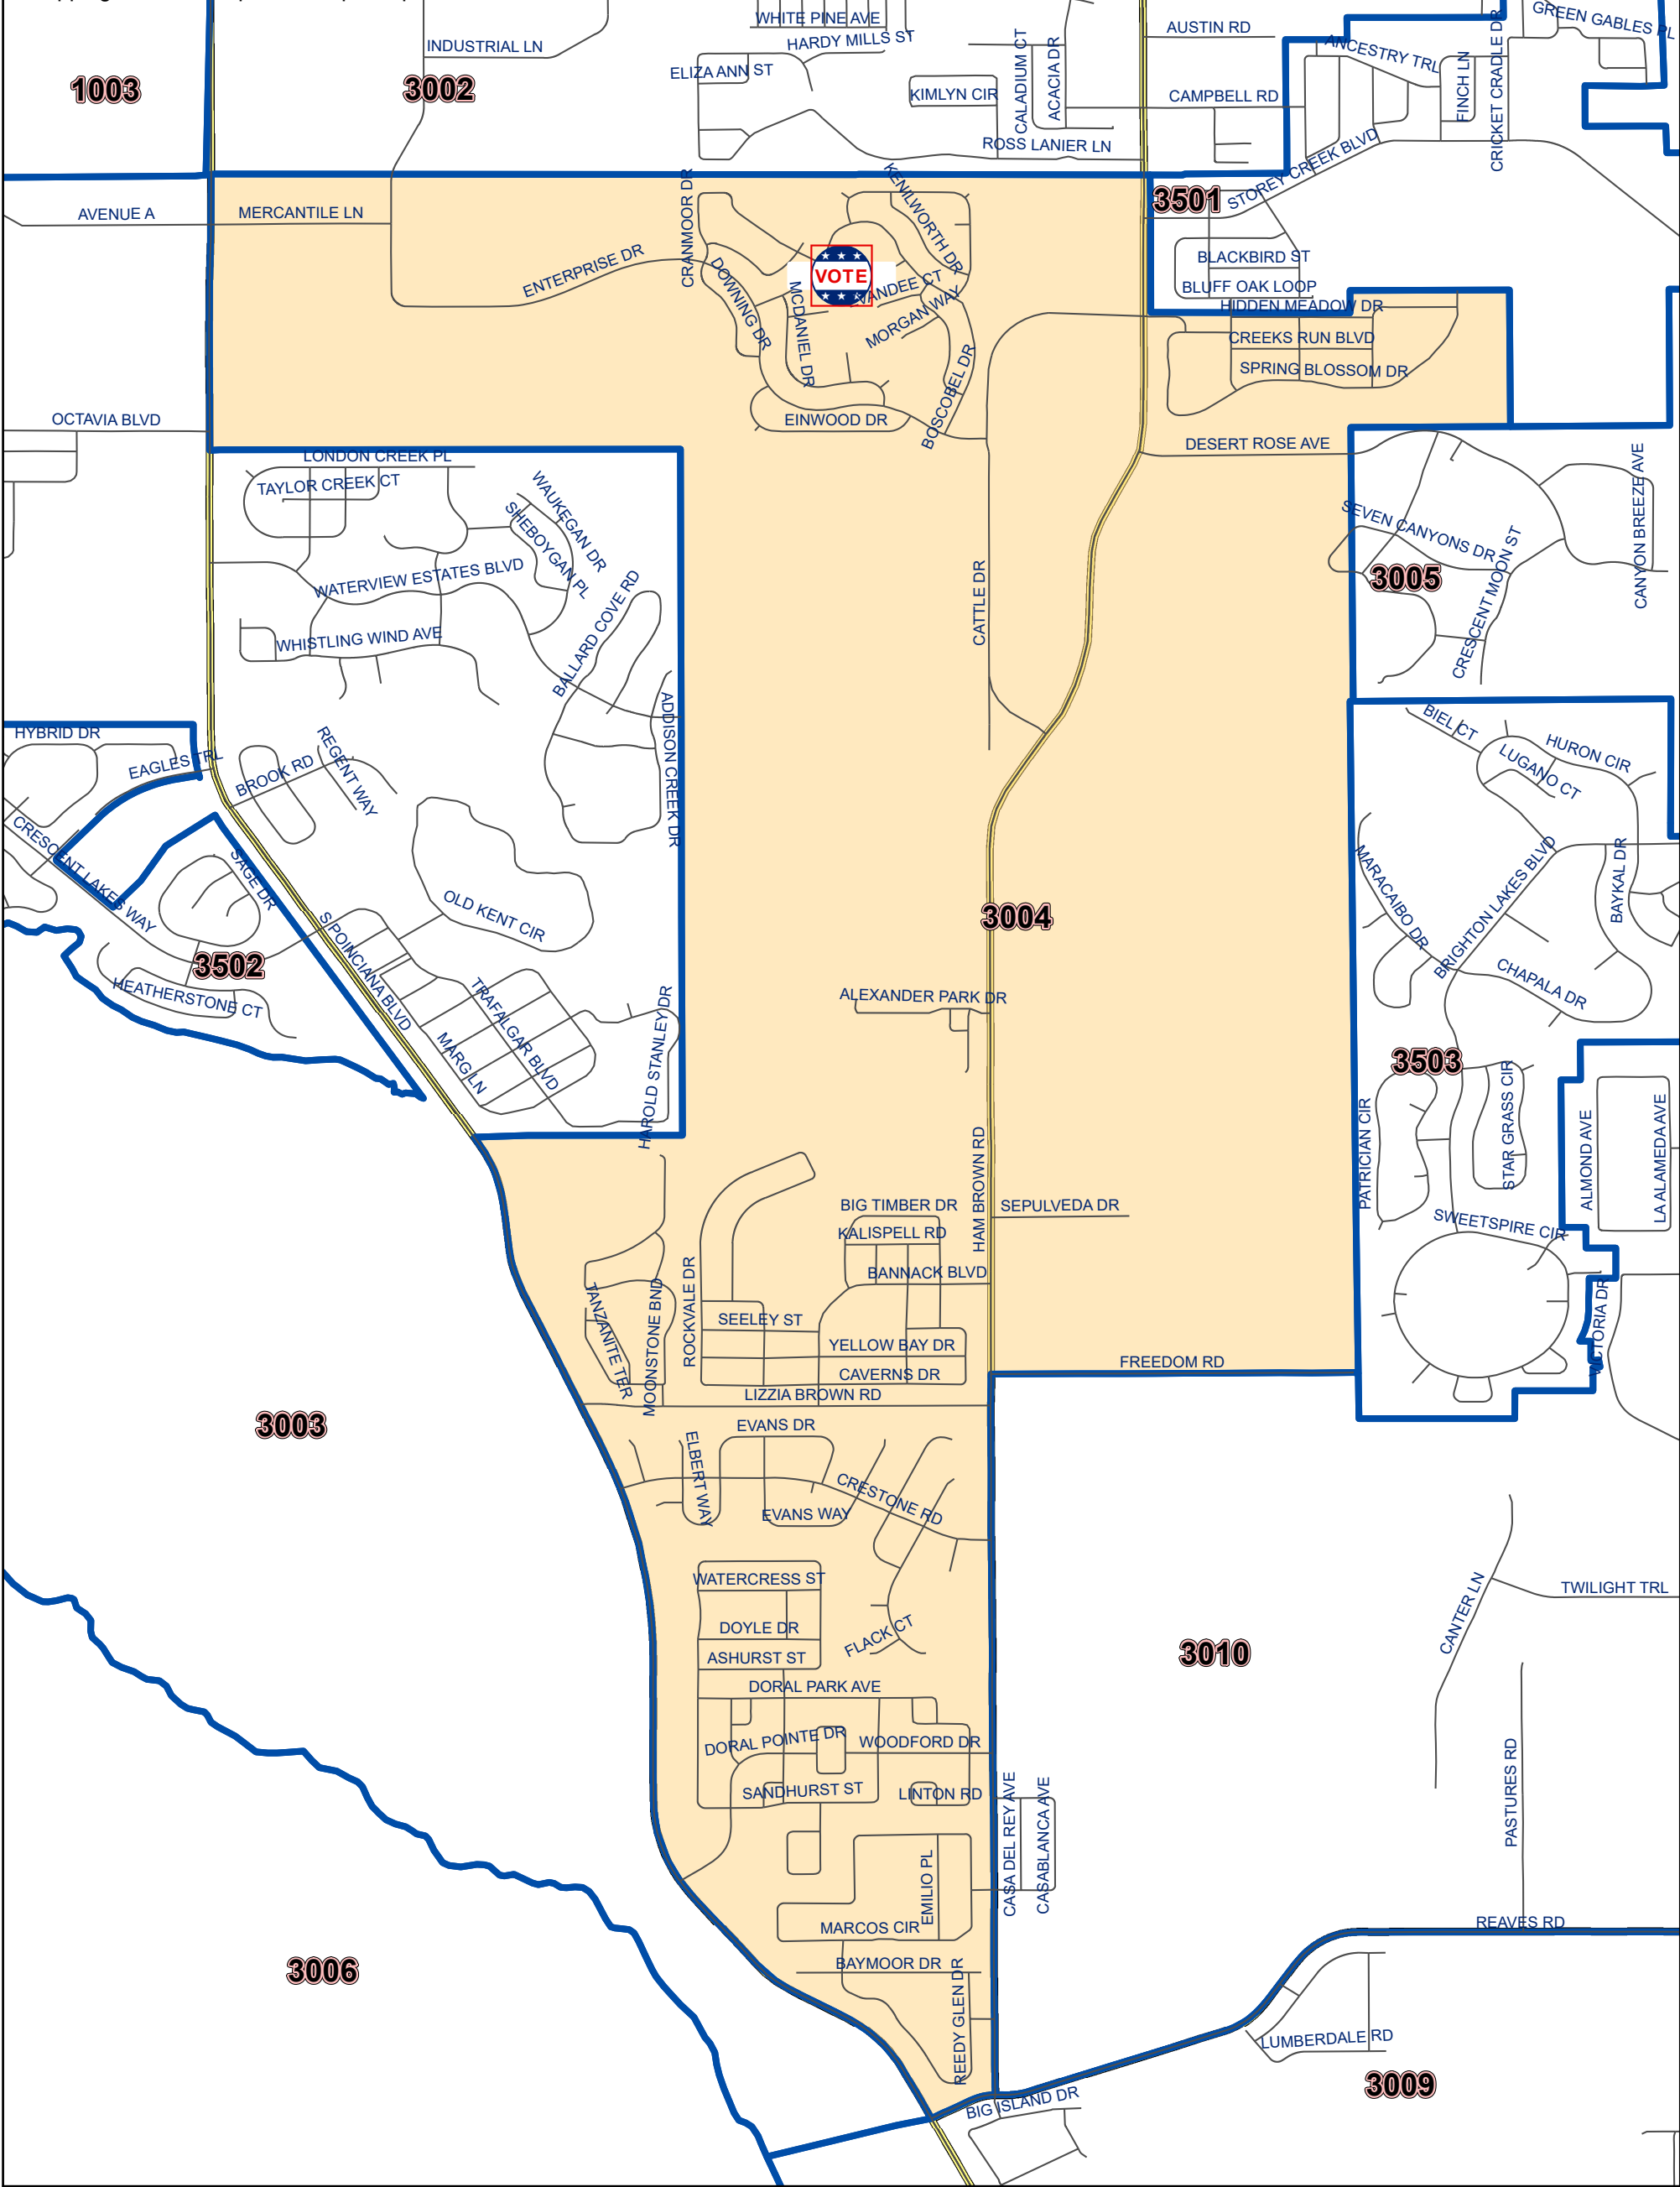 WHITE PINE AVE
AUSTIN RD
GREEN GABLES PL
INDUSTRIAL LN
HARDY MILLS ST
ANCESTRY TRL
ELIZA ANN ST
CALADIUM CT
ACACIA DR
FINCH LN
CRICKET CRADLE DR
1003
3002
KIMLYN CIR
CAMPBELL RD
ROSS LANIER LN
STOREY CREEK BLVD
3501
AVENUE A
MERCANTILE LN
CRANMOOR DR
KENILWORTH DR
ENTERPRISE DR
DOWNING DR
VOTE
VANDEE CT
BLACKBIRD ST
BLUFF OAK LOOP
MCDANIEL DR
MORGAN WAY
HIDDEN MEADOW DR
CREEKS RUN BLVD
SPRING BLOSSOM DR
BOSCOBEL DR
OCTAVIA BLVD
EINWOOD DR
DESERT ROSE AVE
LONDON CREEK PL
TAYLOR CREEK CT
WAUKEGAN DR
SHEBOYGAN PL
SEVEN CANYONS DR
CANYON BREEZE AVE
WATERVIEW ESTATES BLVD
3005
CRESCENT MOON ST
CATTLE DR
WHISTLING WIND AVE
BALLARD COVE RD
ADDISON CREEK DR
HYBRID DR
EAGLES TRL
BROOK RD
REGENT WAY
BIEL CT
LUGANO CT
HURON CIR
CRESCENT LAKES WAY
SAGE DR
MARACAIBO DR
BRIGHTON LAKES BLVD
BAYKAL DR
OLD KENT CIR
3004
3502
S POINCIANA BLVD
CHAPALA DR
HEATHERSTONE CT
TRAFALGAR BLVD
ALEXANDER PARK DR
MARG LN
HAROLD STANLEY DR
3503
PATRICIAN CIR
STAR GRASS CIR
ALMOND AVE
LA ALAMEDA AVE
HAM BROWN RD
BIG TIMBER DR
SEPULVEDA DR
KALISPELL RD
SWEETSPIRE CIR
BANNACK BLVD
TANZANITE TER
MOONSTONE BND
ROCKVALE DR
SEELEY ST
YELLOW BAY DR
VICTORIA DR
CAVERNS DR
FREEDOM RD
LIZZIA BROWN RD
3003
EVANS DR
ELBERT WAY
CRESTONE RD
EVANS WAY
WATERCRESS ST
CANTER LN
TWILIGHT TRL
DOYLE DR
FLACK CT
3010
ASHURST ST
DORAL PARK AVE
DORAL POINTE DR
WOODFORD DR
PASTURES RD
SANDHURST ST
LINTON RD
CASA DEL REY AVE
CASABLANCA AVE
EMILIO PL
MARCOS CIR
REAVES RD
3006
BAYMOOR DR
REEDY GLEN DR
LUMBERDALE RD
3009
BIG ISLAND DR